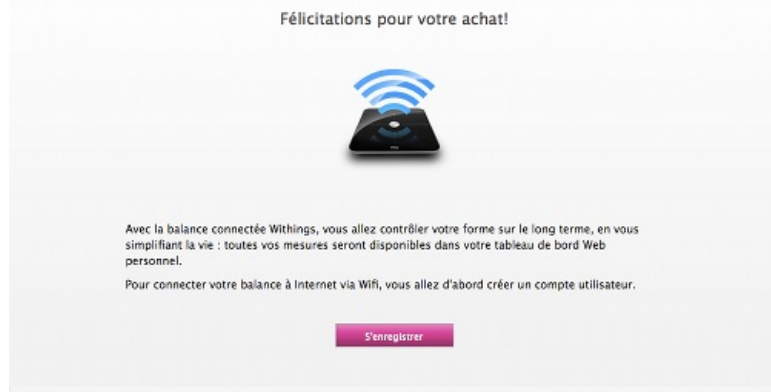 Félicitations pour votre achat!
Avec la balance connectée Withings, vous allez contrôler votre forme sur le long terme, en vous
simplifiant la vie : toutes vos mesures seront disponibles dans votre tableau de bord Web
personnel.
Pour connecter votre balance à Internet via Wifi, vous allez d'abord créer un compte utilisateur.
S'enregistrer